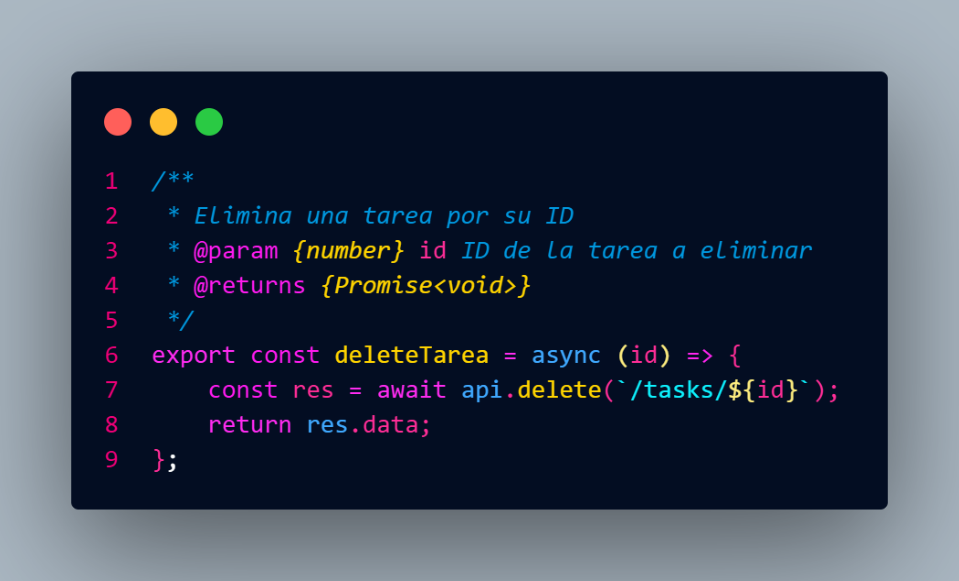 1 /**
2  * Elimina una tarea por su ID
3  * @param {number} id ID de la tarea a eliminar
4  * @returns {Promise<void>}
5  */
6 export const deleteTarea = async (id) => {
7     const res = await api.delete(`/tasks/${id}`);
8     return res.data;
9 };